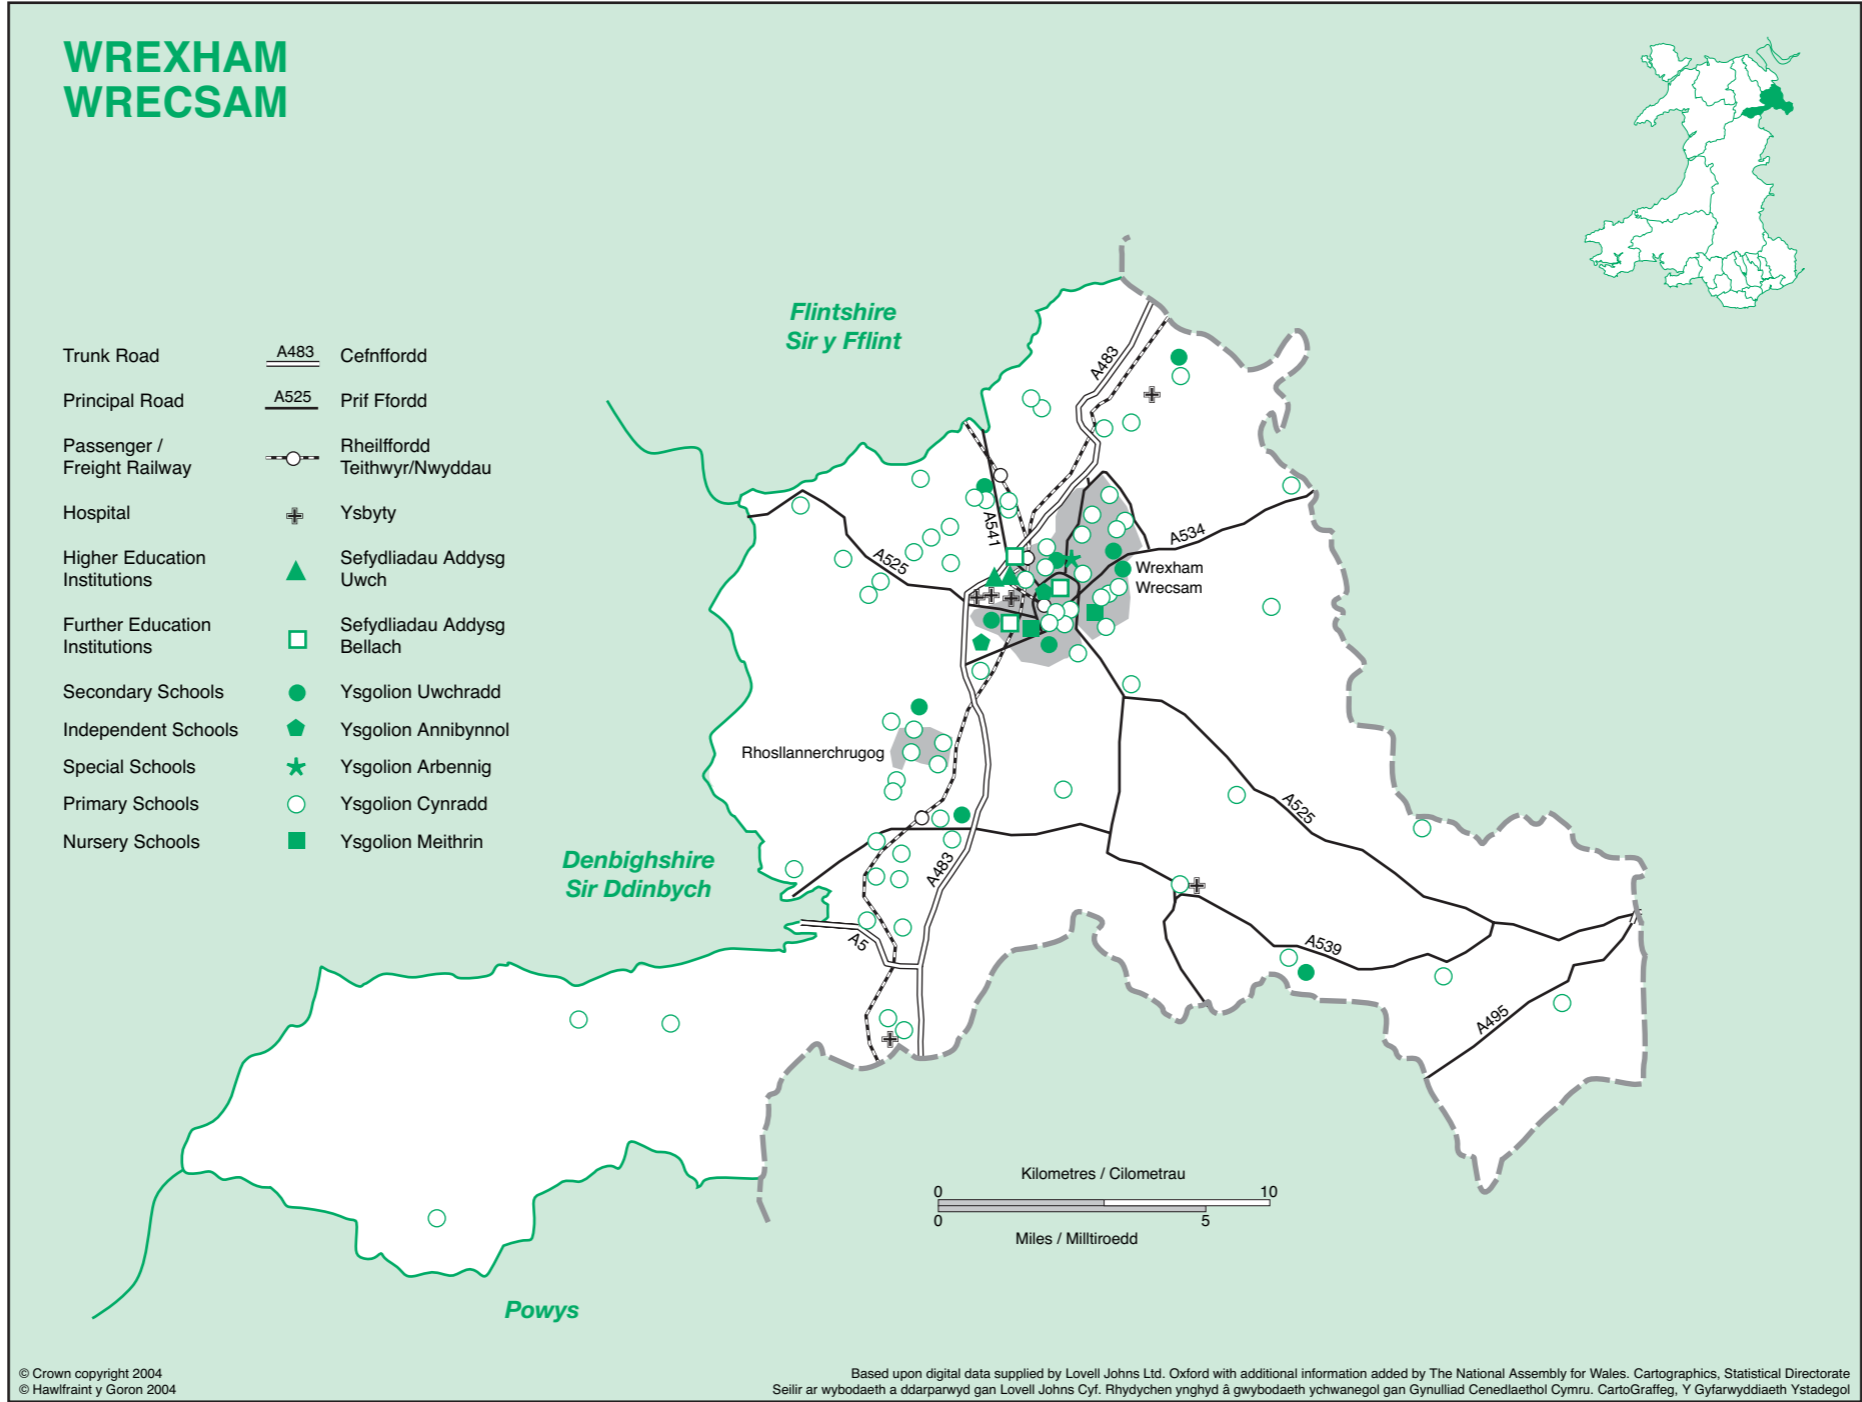 WREXHAM
WRECSAM
Flintshire
Sir y Fflint
Trunk Road
A483
Cefnffordd
Principal Road
A525
Prif Ffordd
Passenger /
Freight Railway
Rheilffordd
Teithwyr/Nwyddau
Hospital
Ysbyty
Higher Education
Institutions
Sefydliadau Addysg
Uwch
Further Education
Institutions
Sefydliadau Addysg
Bellach
Secondary Schools
Ysgolion Uwchradd
Independent Schools
Ysgolion Annibynnol
Special Schools
Ysgolion Arbennig
Primary Schools
Ysgolion Cynradd
Nursery Schools
Ysgolion Meithrin
A483
A541
A534
A525
Wrexham
Wrecsam
Rhosllannerchrugog
A525
Denbighshire
Sir Ddinbych
A483
A5
A539
A495
Kilometres / Cilometrau
0
10
0
5
Miles / Milltiroedd
Powys
© Crown copyright 2004
© Hawlfraint y Goron 2004
Based upon digital data supplied by Lovell Johns Ltd. Oxford with additional information added by The National Assembly for Wales. Cartographics, Statistical Directorate
Seilir ar wybodaeth a ddarparwyd gan Lovell Johns Cyf. Rhydychen ynghyd â gwybodaeth ychwanegol gan Gynulliad Cenedlaethol Cymru. CartoGraffeg, Y Gyfarwyddiaeth Ystadegol